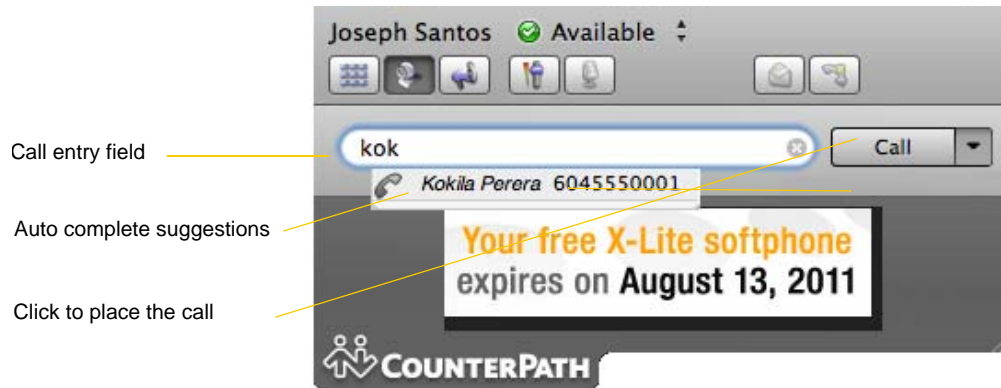 Joseph Santos Available
Call entry field
kok
Call
Kokila Perera 6045550001
Auto complete suggestions
Your free X-Lite softphone
expires on August 13, 2011
Click to place the call
COUNTERPATH